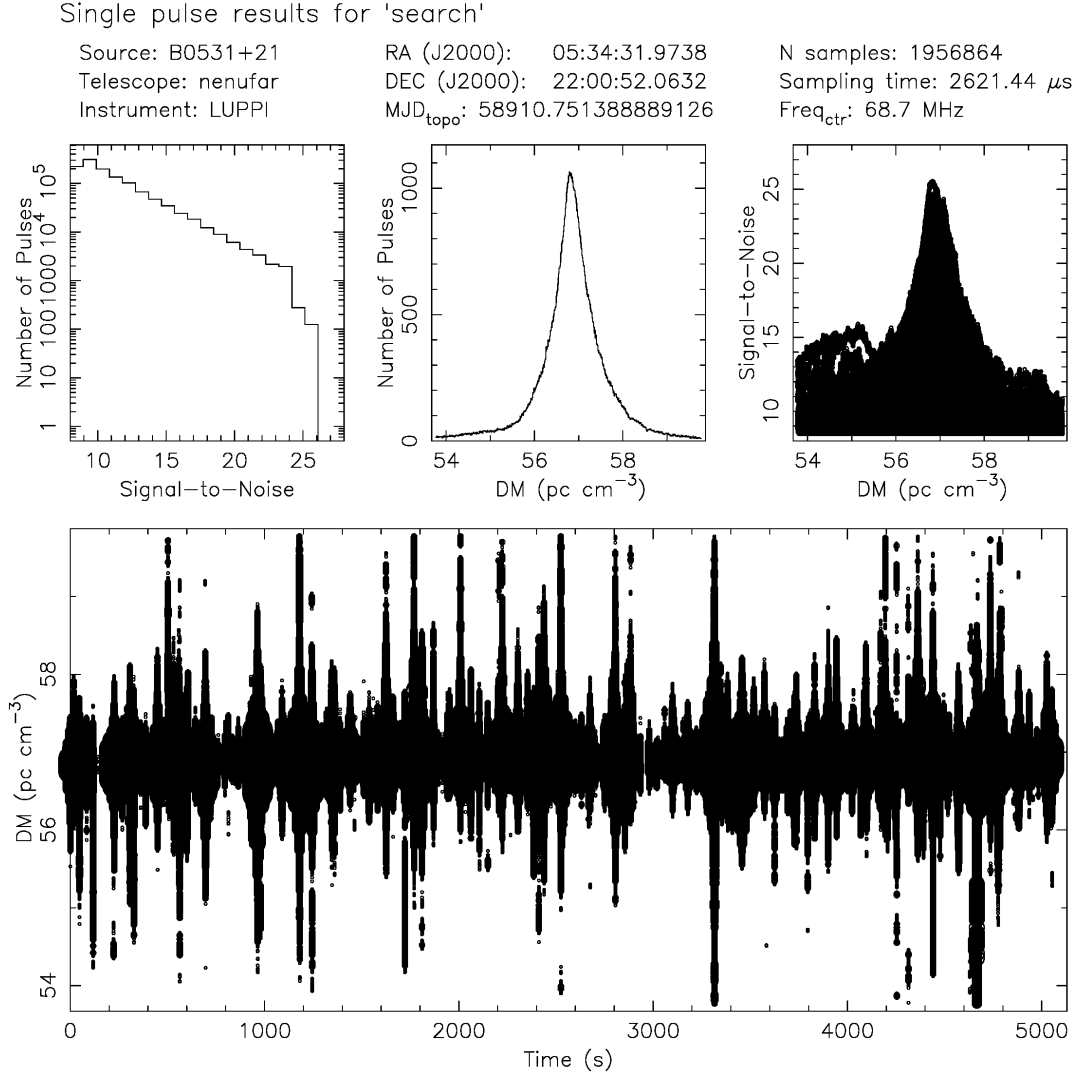 Single pulse results for 'search'
Source: B0531+21
Telescope: nenufar
Instrument: LUPPI
RA (J2000): 05:34:31.9738
DEC (J2000): 22:00:52.0632
MJD_topo: 58910.751388889126
N samples: 1956864
Sampling time: 2621.44 μs
Freq_ctr: 68.7 MHz
Number of Pulses
1 10 100 1000 10^4 10^5
10 15 20 25
Signal-to-Noise
Number of Pulses
0 500 1000
54 56 58
DM (pc cm^-3)
Signal-to-Noise
10 15 20 25
54 56 58
DM (pc cm^-3)
DM (pc cm^-3)
54 56 58
0 1000 2000 3000 4000 5000
Time (s)